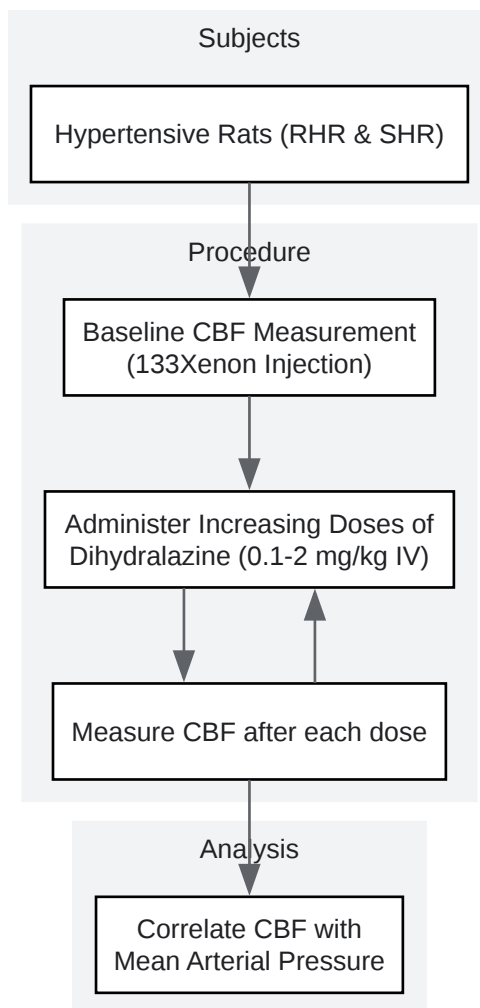 Subjects
Hypertensive Rats (RHR & SHR)
Procedure
Baseline CBF Measurement
(133Xenon Injection)
Administer Increasing Doses of
Dihydralazine (0.1-2 mg/kg IV)
Measure CBF after each dose
Analysis
Correlate CBF with
Mean Arterial Pressure